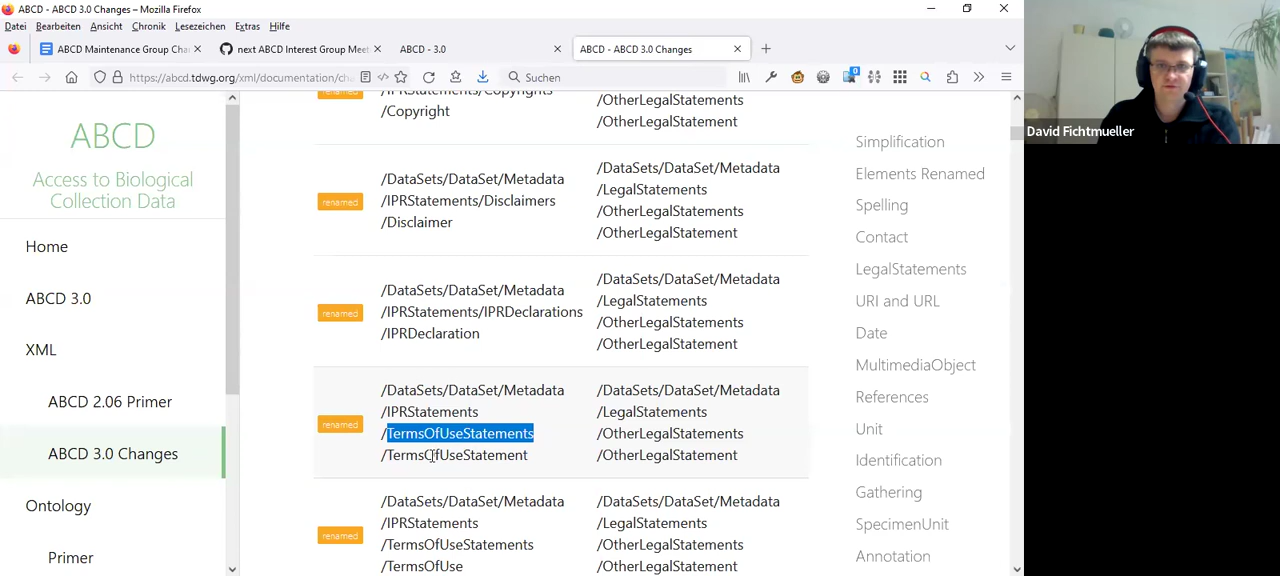 ABCD - ABCD 3.0 Changes – Mozilla Firefox
Datei Bearbeiten Ansicht Chronik Lesezeichen Extras Hilfe
ABCD Maintenance Group Cha
next ABCD Interest Group Mee
ABCD - 3.0
ABCD - ABCD 3.0 Changes
https://abcd.tdwg.org/xml/documentation/cha
Suchen
0
ABCD
Access to Biological
Collection Data
Home
ABCD 3.0
XML
ABCD 2.06 Primer
ABCD 3.0 Changes
Ontology
Primer
renamed
/IPRStatements/Copyrights
/Copyright
/OtherLegalStatements
/OtherLegalStatement
renamed
/DataSets/DataSet/Metadata
/IPRStatements/Disclaimers
/Disclaimer
/DataSets/DataSet/Metadata
/LegalStatements
/OtherLegalStatements
/OtherLegalStatement
renamed
/DataSets/DataSet/Metadata
/IPRStatements/IPRDeclarations
/IPRDeclaration
/DataSets/DataSet/Metadata
/LegalStatements
/OtherLegalStatements
/OtherLegalStatement
renamed
/DataSets/DataSet/Metadata
/IPRStatements
/TermsOfUseStatements
/TermsOfUseStatement
/DataSets/DataSet/Metadata
/LegalStatements
/OtherLegalStatements
/OtherLegalStatement
renamed
/DataSets/DataSet/Metadata
/IPRStatements
/TermsOfUseStatements
/TermsOfUse
/DataSets/DataSet/Metadata
/LegalStatements
/OtherLegalStatements
/OtherLegalStatement
Simplification
Elements Renamed
Spelling
Contact
LegalStatements
URI and URL
Date
MultimediaObject
References
Unit
Identification
Gathering
SpecimenUnit
Annotation
David Fichtmueller